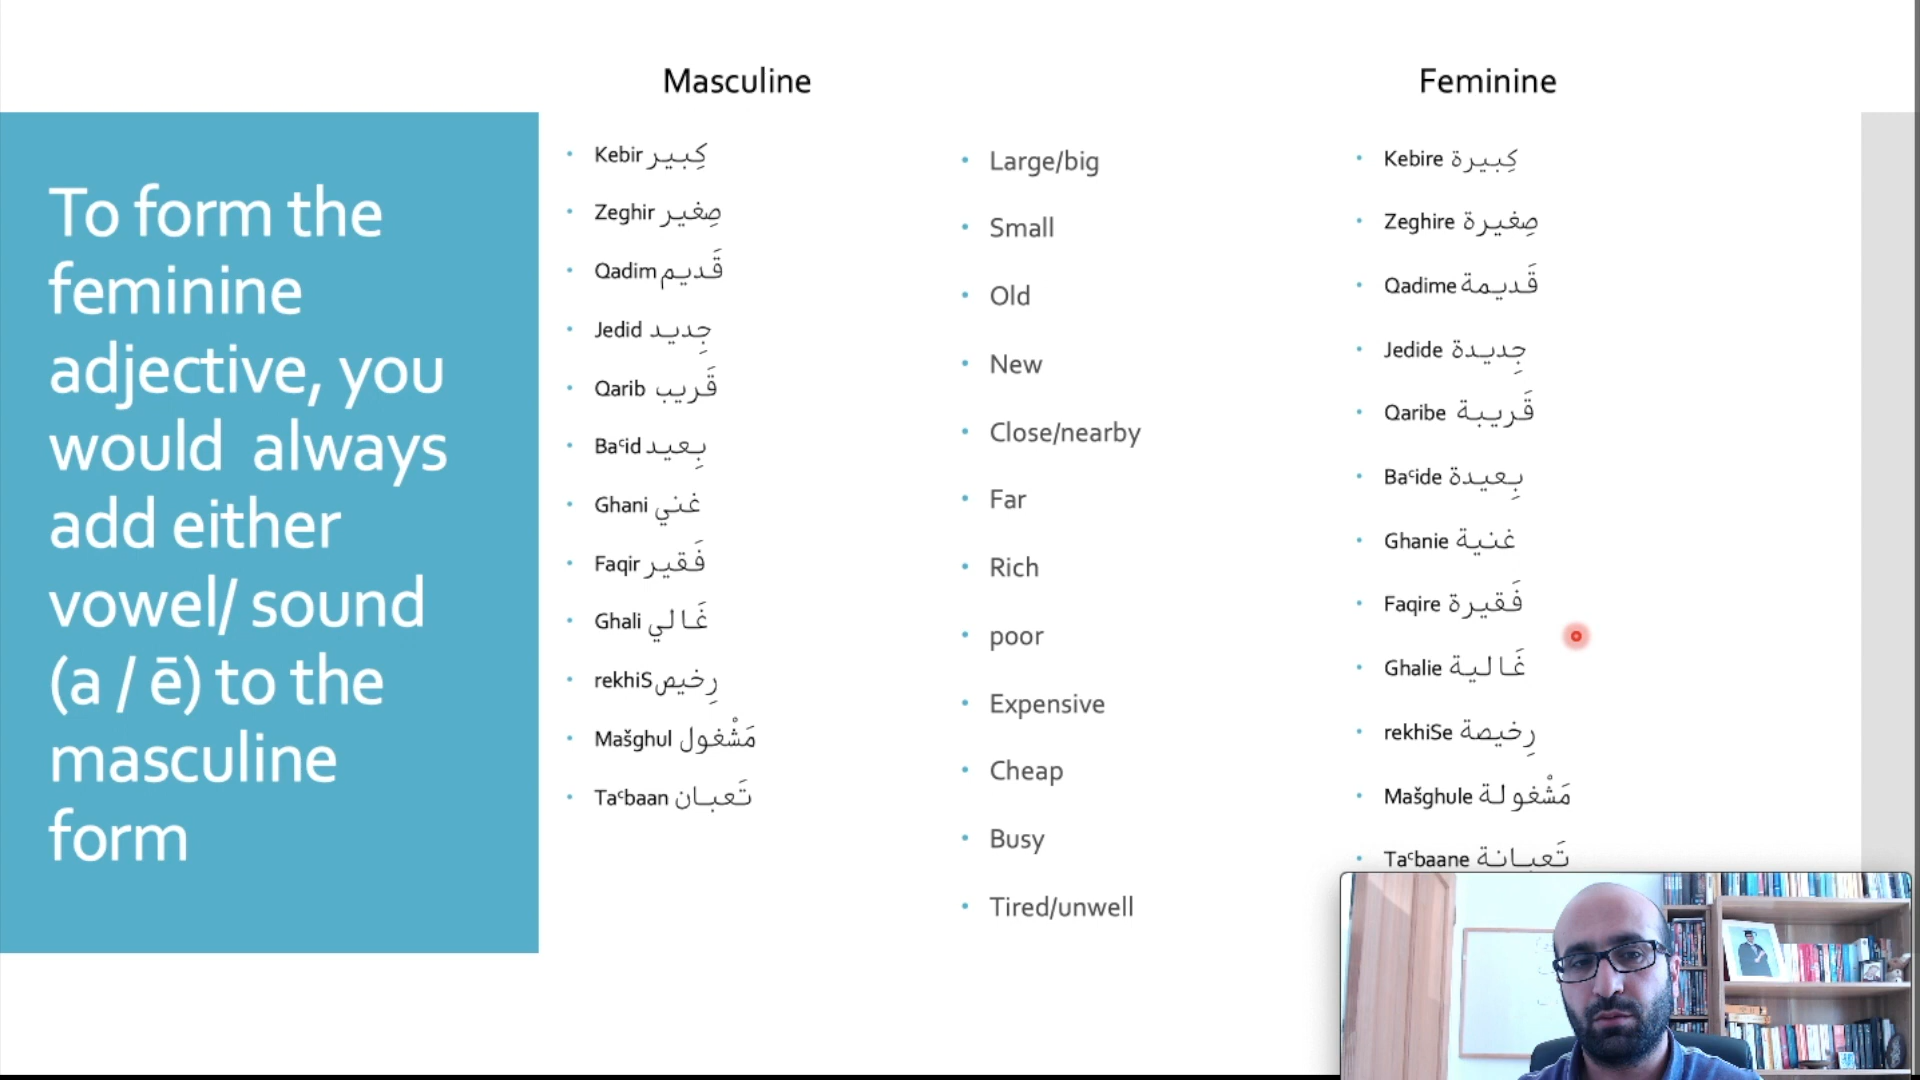 Masculine
Feminine
To form the
feminine
adjective, you
would always
add either
vowel/ sound
(a / ē) to the
masculine
form
Kebir كِبير
Zeghir صِغير
Qadim قَديم
Jedid جِديد
Qarib قَريب
Baᶜid بِعيد
Ghani غني
Faqir فَقير
Ghali غَالي
rekhiS رِخيص
Mašghul مَشْغول
Taᶜbaan تَعبان
Large/big
Small
Old
New
Close/nearby
Far
Rich
poor
Expensive
Cheap
Busy
Tired/unwell
Kebire كِبيرة
Zeghire صِغيرة
Qadime قَديمة
Jedide جِديدة
Qaribe قَريبة
Baᶜide بِعيدة
Ghanie غنية
Faqire فَقيرة
Ghalie غَالية
rekhiSe رِخيصة
Mašghule مَشْغولة
Taᶜbaane تَعبانة